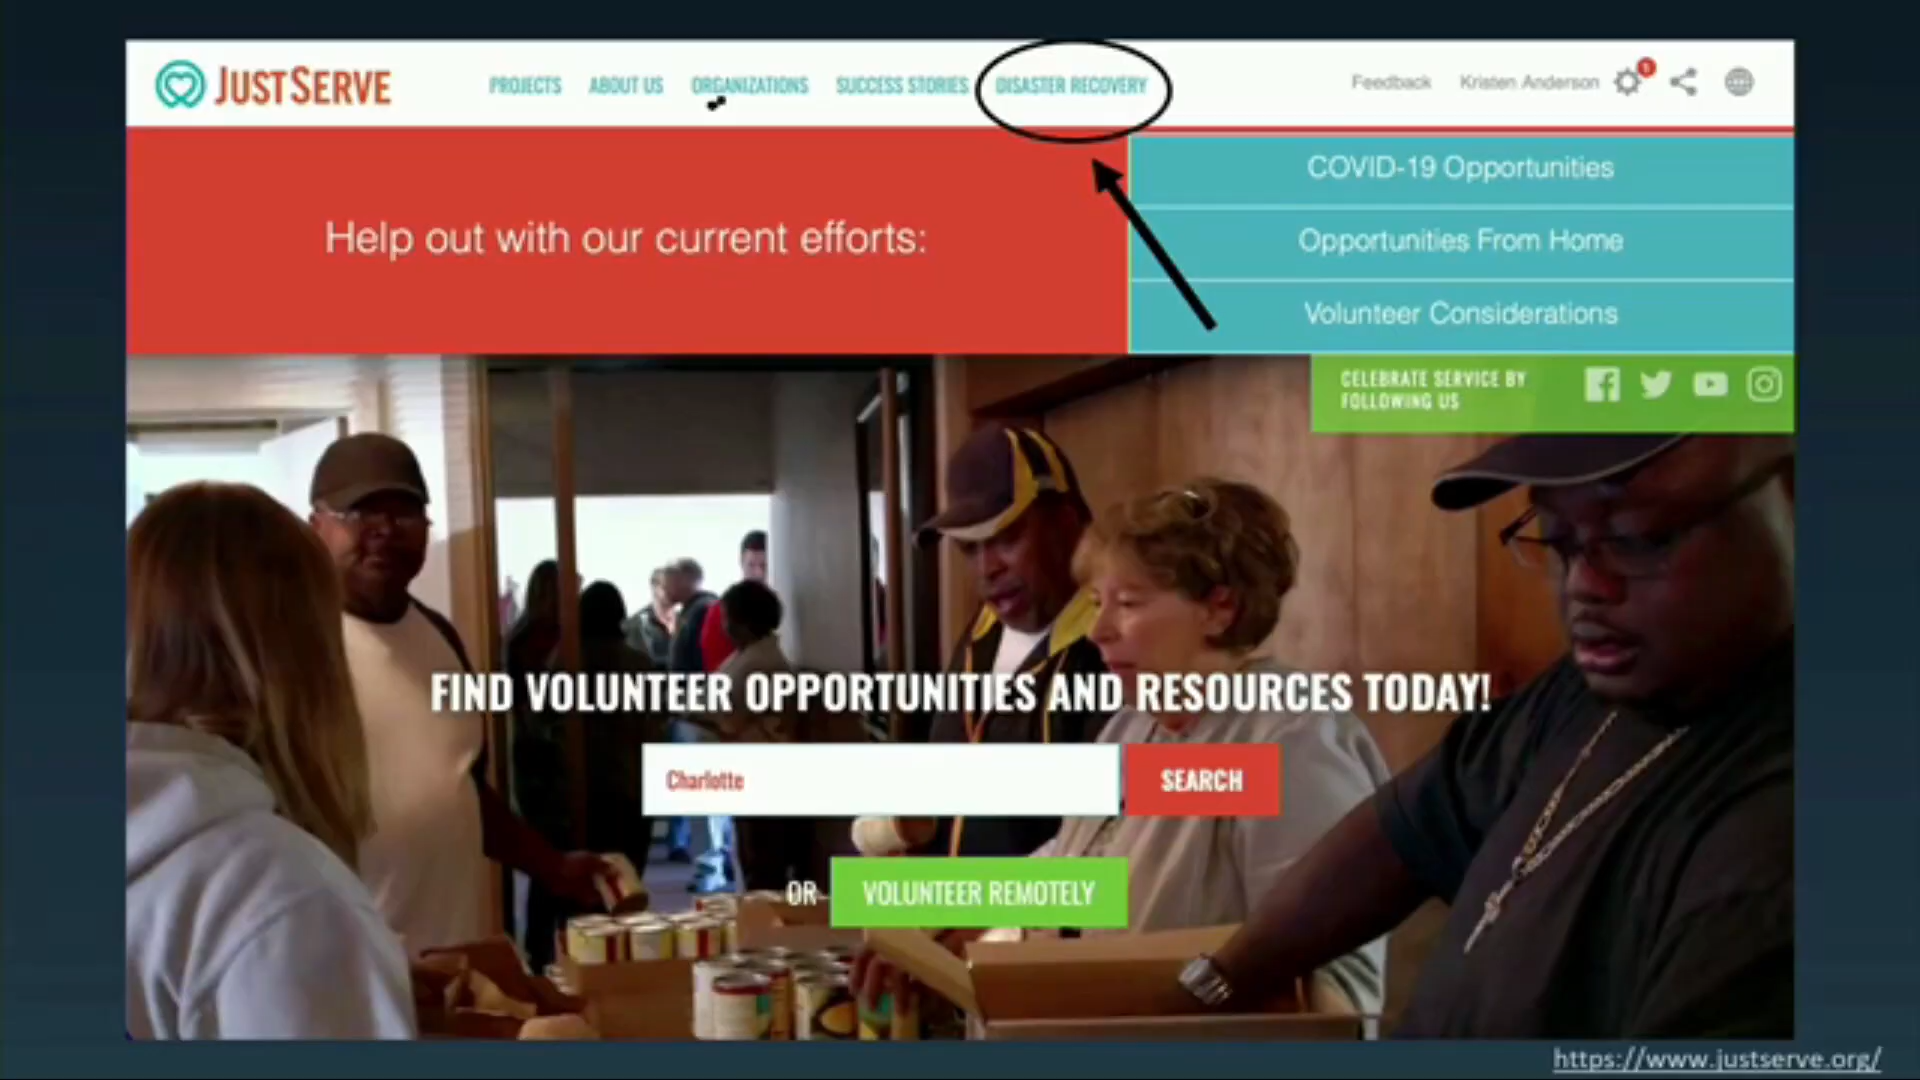 JUSTSERVE
PROJECTS ABOUT US ORGANIZATIONS SUCCESS STORIES DISASTER RECOVERY
Feedback Kristen Anderson 1
Help out with our current efforts:
COVID-19 Opportunities
Opportunities From Home
Volunteer Considerations
CELEBRATE SERVICE BY
FOLLOWING US
FIND VOLUNTEER OPPORTUNITIES AND RESOURCES TODAY!
Charlotte SEARCH
OR VOLUNTEER REMOTELY
https://www.justserve.org/